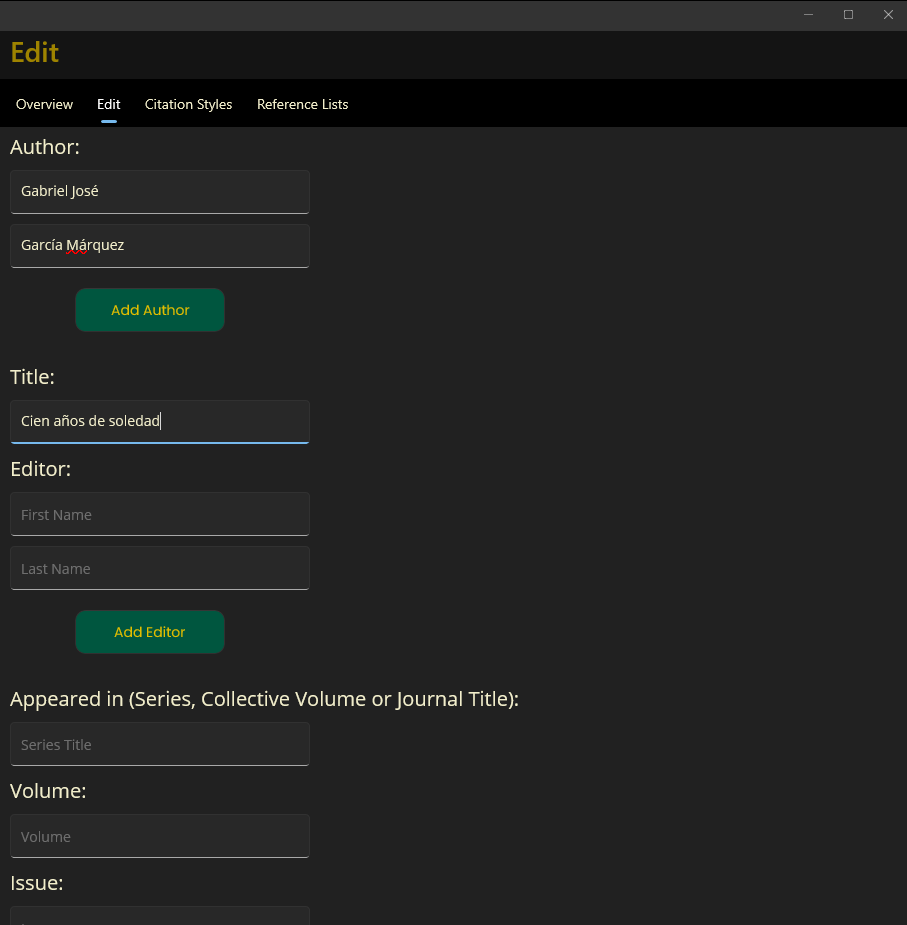 Edit
Overview Edit Citation Styles Reference Lists
Author:
Gabriel José
García Márquez
Add Author
Title:
Cien años de soledad
Editor:
First Name
Last Name
Add Editor
Appeared in (Series, Collective Volume or Journal Title):
Series Title
Volume:
Volume
Issue: